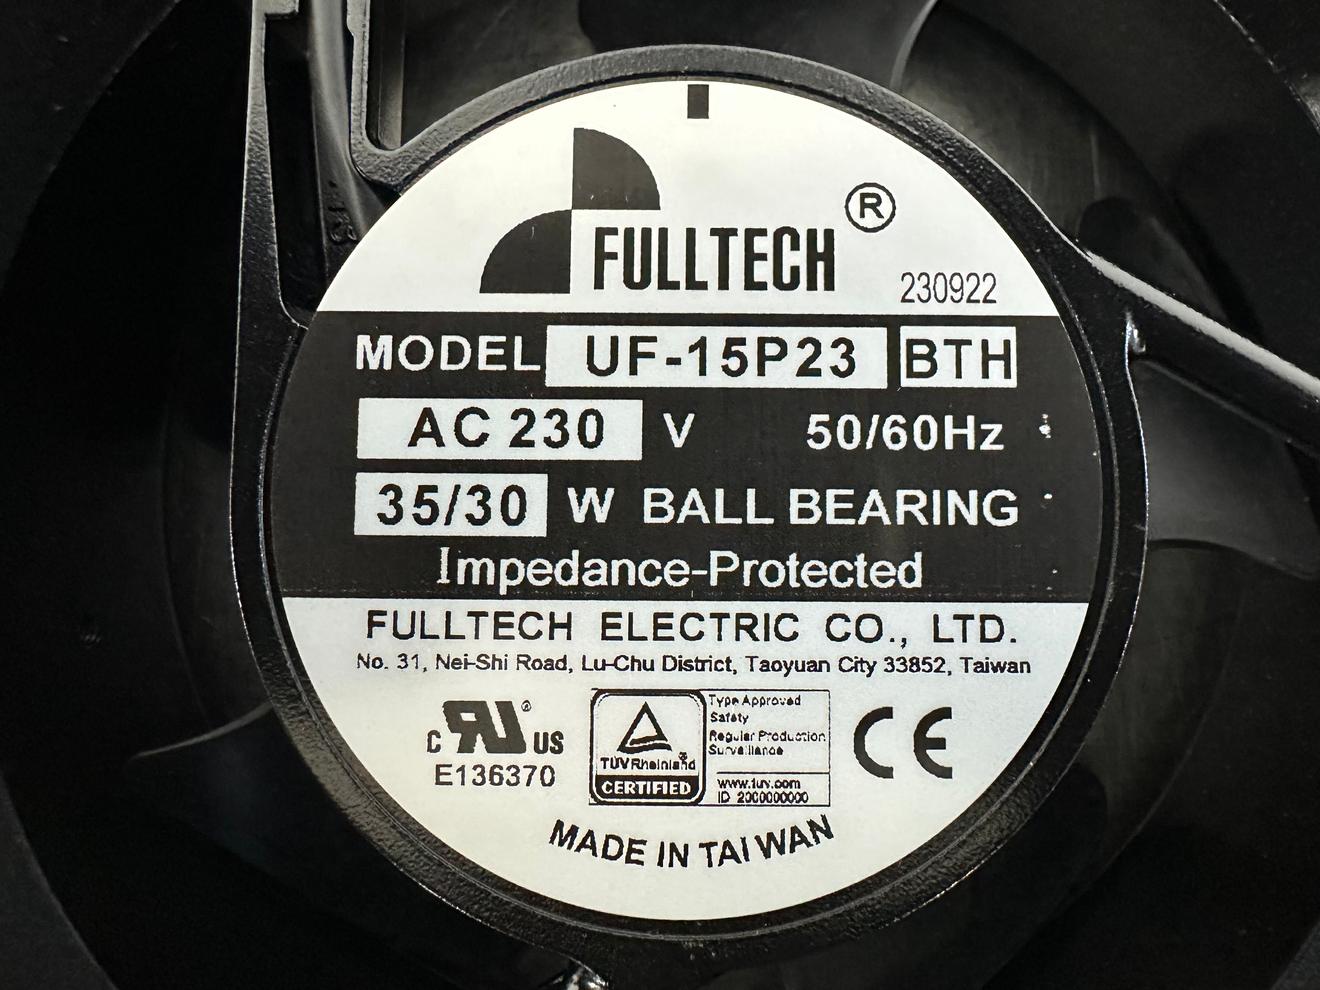 FULLTECH ®
230922
MODEL UF-15P23 BTH
AC 230 V 50/60Hz
35/30 W BALL BEARING
Impedance-Protected
FULLTECH ELECTRIC CO., LTD.
No. 31, Nei-Shi Road, Lu-Chu District, Taoyuan City 33852, Taiwan
c RU ® US
E136370
TÜVRheinland®
CERTIFIED
Type Approved
Safety
Regular Production
Surveillance
www.tuv.com
ID 2000000000
CE
MADE IN TAIWAN